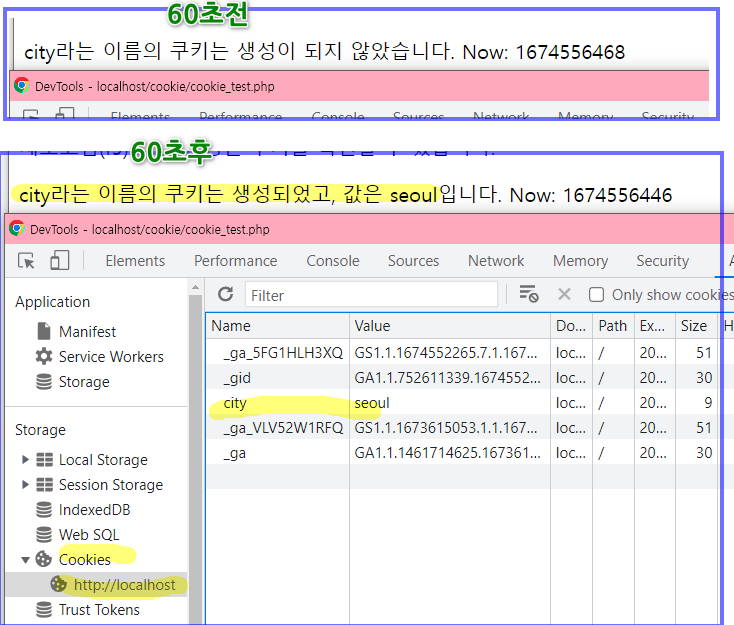 60초전
city라는 이름의 쿠키는 생성이 되지 않았습니다. Now: 1674556468
DevTools - localhost/cookie/cookie_test.php
Elements Performance Console Sources Network Memory Security
60초후
city라는 이름의 쿠키는 생성되었고, 값은 seoul입니다. Now: 1674556446
DevTools - localhost/cookie/cookie_test.php
Elements Performance Console Sources Network Memory Security
Application
Filter
Only show cookies
Manifest
Service Workers
Storage
Name Value Do... Path Ex... Size
_ga_5FG1HLH3XQ GS1.1.1674552265.7.1.167... loc... / 20... 51
_gid GA1.1.752611339.1674552... loc... / 20... 30
city seoul loc... / 20... 9
_ga_VLV52W1RFQ GS1.1.1673615053.1.1.167... loc... / 20... 51
_ga GA1.1.1461714625.167361... loc... / 20... 30
Storage
Local Storage
Session Storage
IndexedDB
Web SQL
Cookies
http://localhost
Trust Tokens